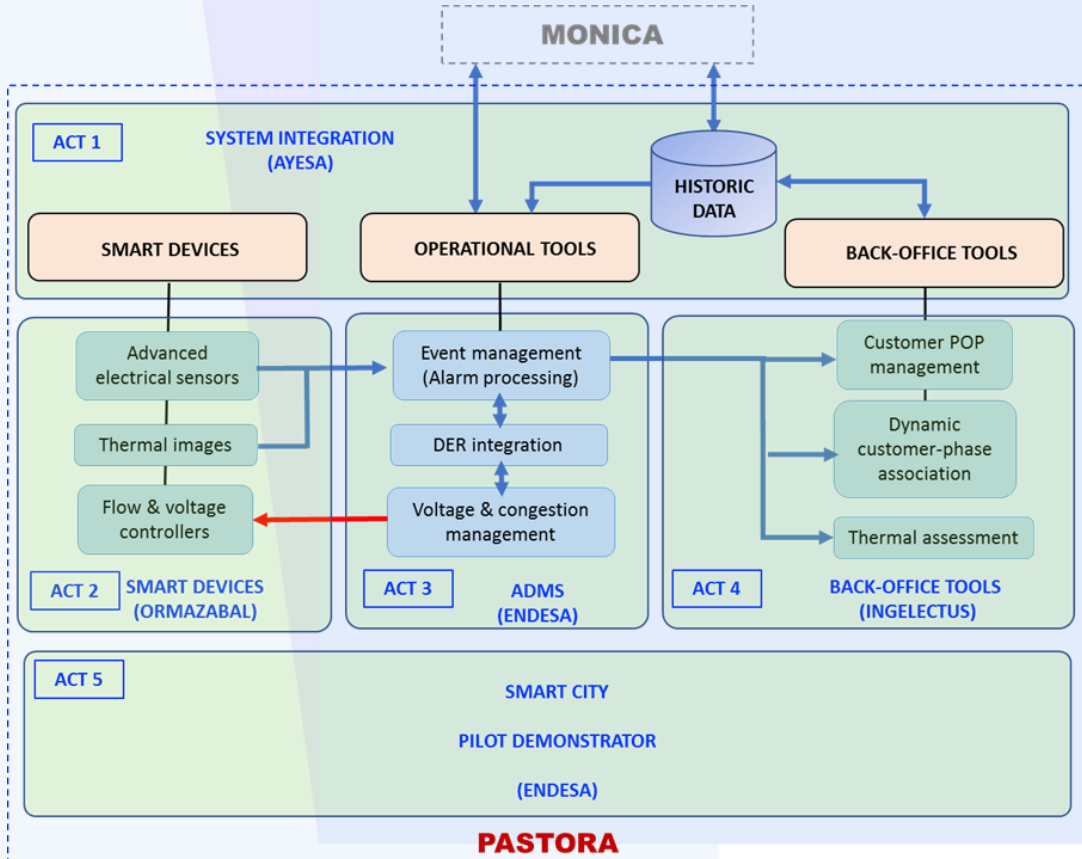 MONICA
ACT 1
SYSTEM INTEGRATION
(AYESA)
HISTORIC
DATA
SMART DEVICES
OPERATIONAL TOOLS
BACK-OFFICE TOOLS
Advanced
electrical sensors
Thermal images
Flow & voltage
controllers
ACT 2
SMART DEVICES
(ORMAZABAL)
Event management
(Alarm processing)
DER integration
Voltage & congestion
management
ACT 3
ADMS
(ENDESA)
Customer POP
management
Dynamic
customer-phase
association
Thermal assessment
ACT 4
BACK-OFFICE TOOLS
(INGELECTUS)
ACT 5
SMART CITY
PILOT DEMONSTRATOR
(ENDESA)
PASTORA